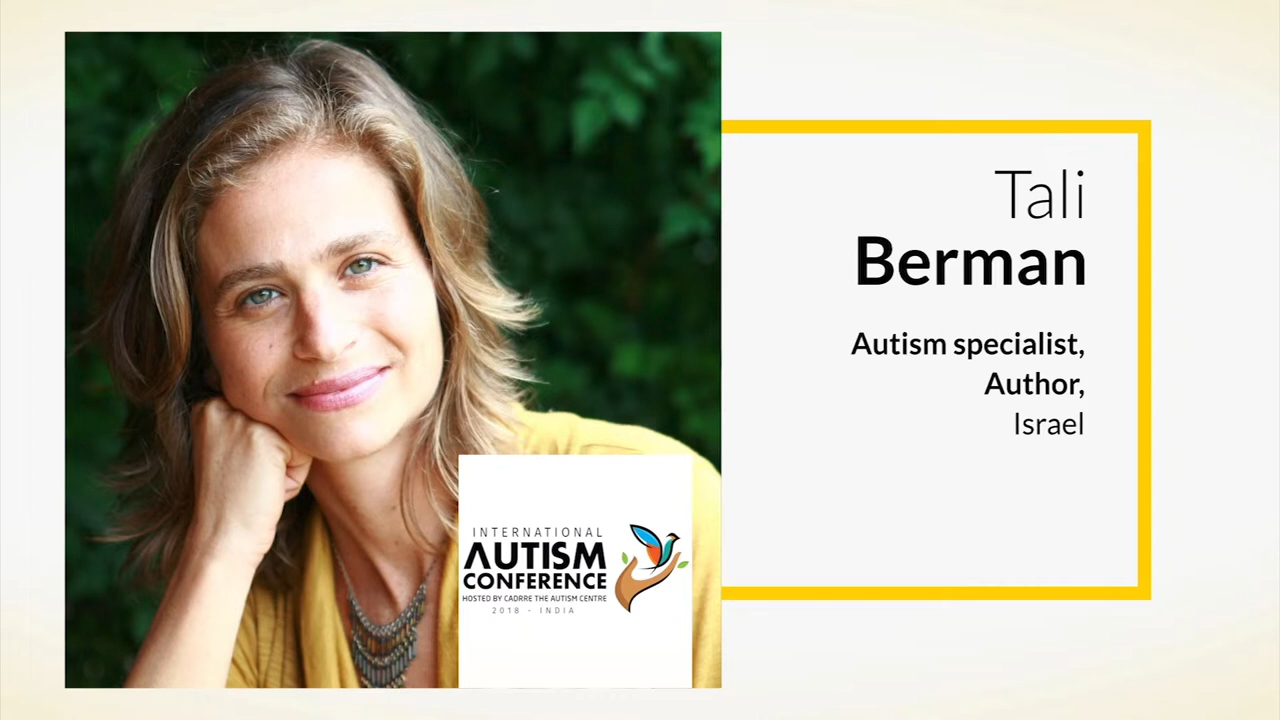 Tali
Berman
Autism specialist,
Author,
Israel
INTERNATIONAL
AUTISM
CONFERENCE
HOSTED BY CADRRE THE AUTISM CENTRE
2018 - INDIA